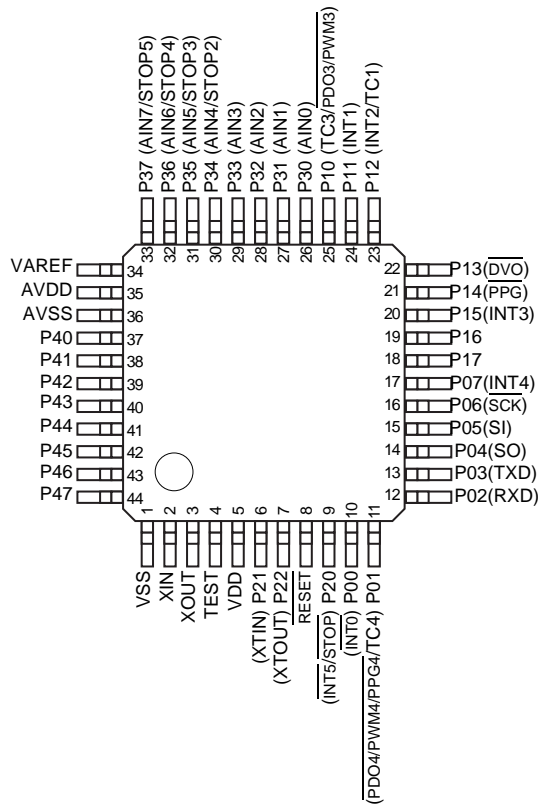 P37 (AIN7/STOP5)
P36 (AIN6/STOP4)
P35 (AIN5/STOP3)
P34 (AIN4/STOP2)
P33 (AIN3)
P32 (AIN2)
P31 (AIN1)
P30 (AIN0)
P10 (TC3/PDO3/PWM3)
P11 (INT1)
P12 (INT2/TC1)
33
32
31
30
29
28
27
26
25
24
23
VAREF 34
AVDD 35
AVSS 36
P40 37
P41 38
P42 39
P43 40
P44 41
P45 42
P46 43
P47 44
22 P13(DVO)
21 P14(PPG)
20 P15(INT3)
19 P16
18 P17
17 P07(INT4)
16 P06(SCK)
15 P05(SI)
14 P04(SO)
13 P03(TXD)
12 P02(RXD)
1
2
3
4
5
6
7
8
9
10
11
VSS
XIN
XOUT
TEST
VDD
(XTIN) P21
(XTOUT) P22
RESET
(INT5/STOP) P20
(INT0) P00
(PDO4/PWM4/PPG4/TC4) P01